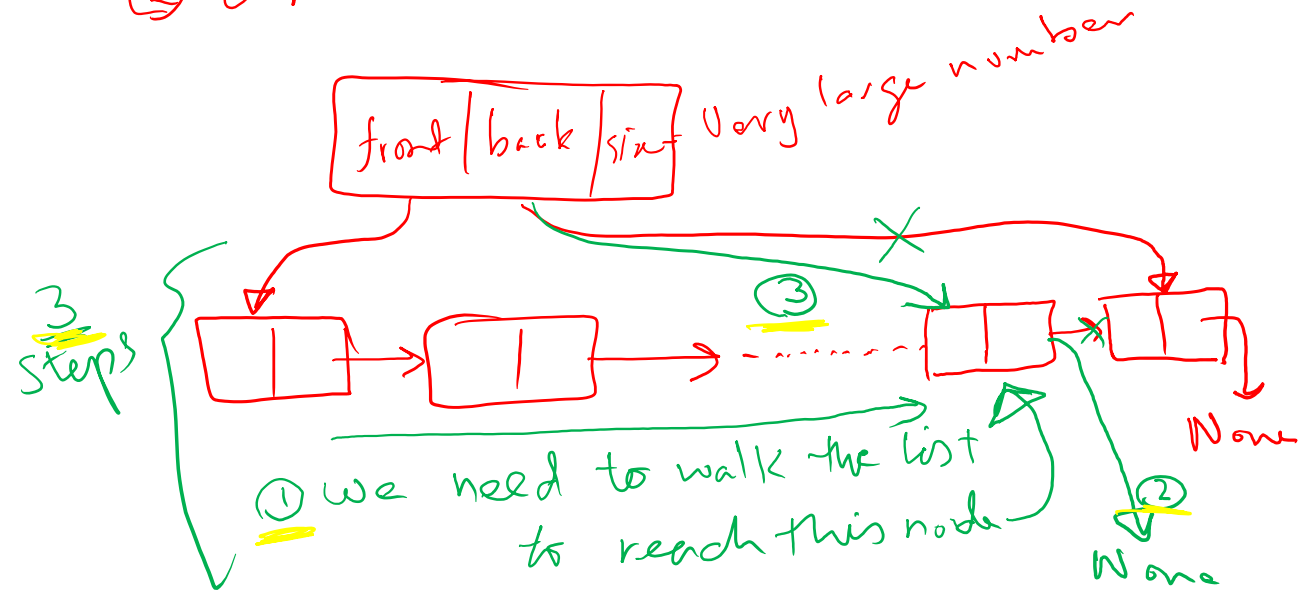 front back size Very large number
3
steps
③
None
① we need to walk the list
to reach this node
②
None